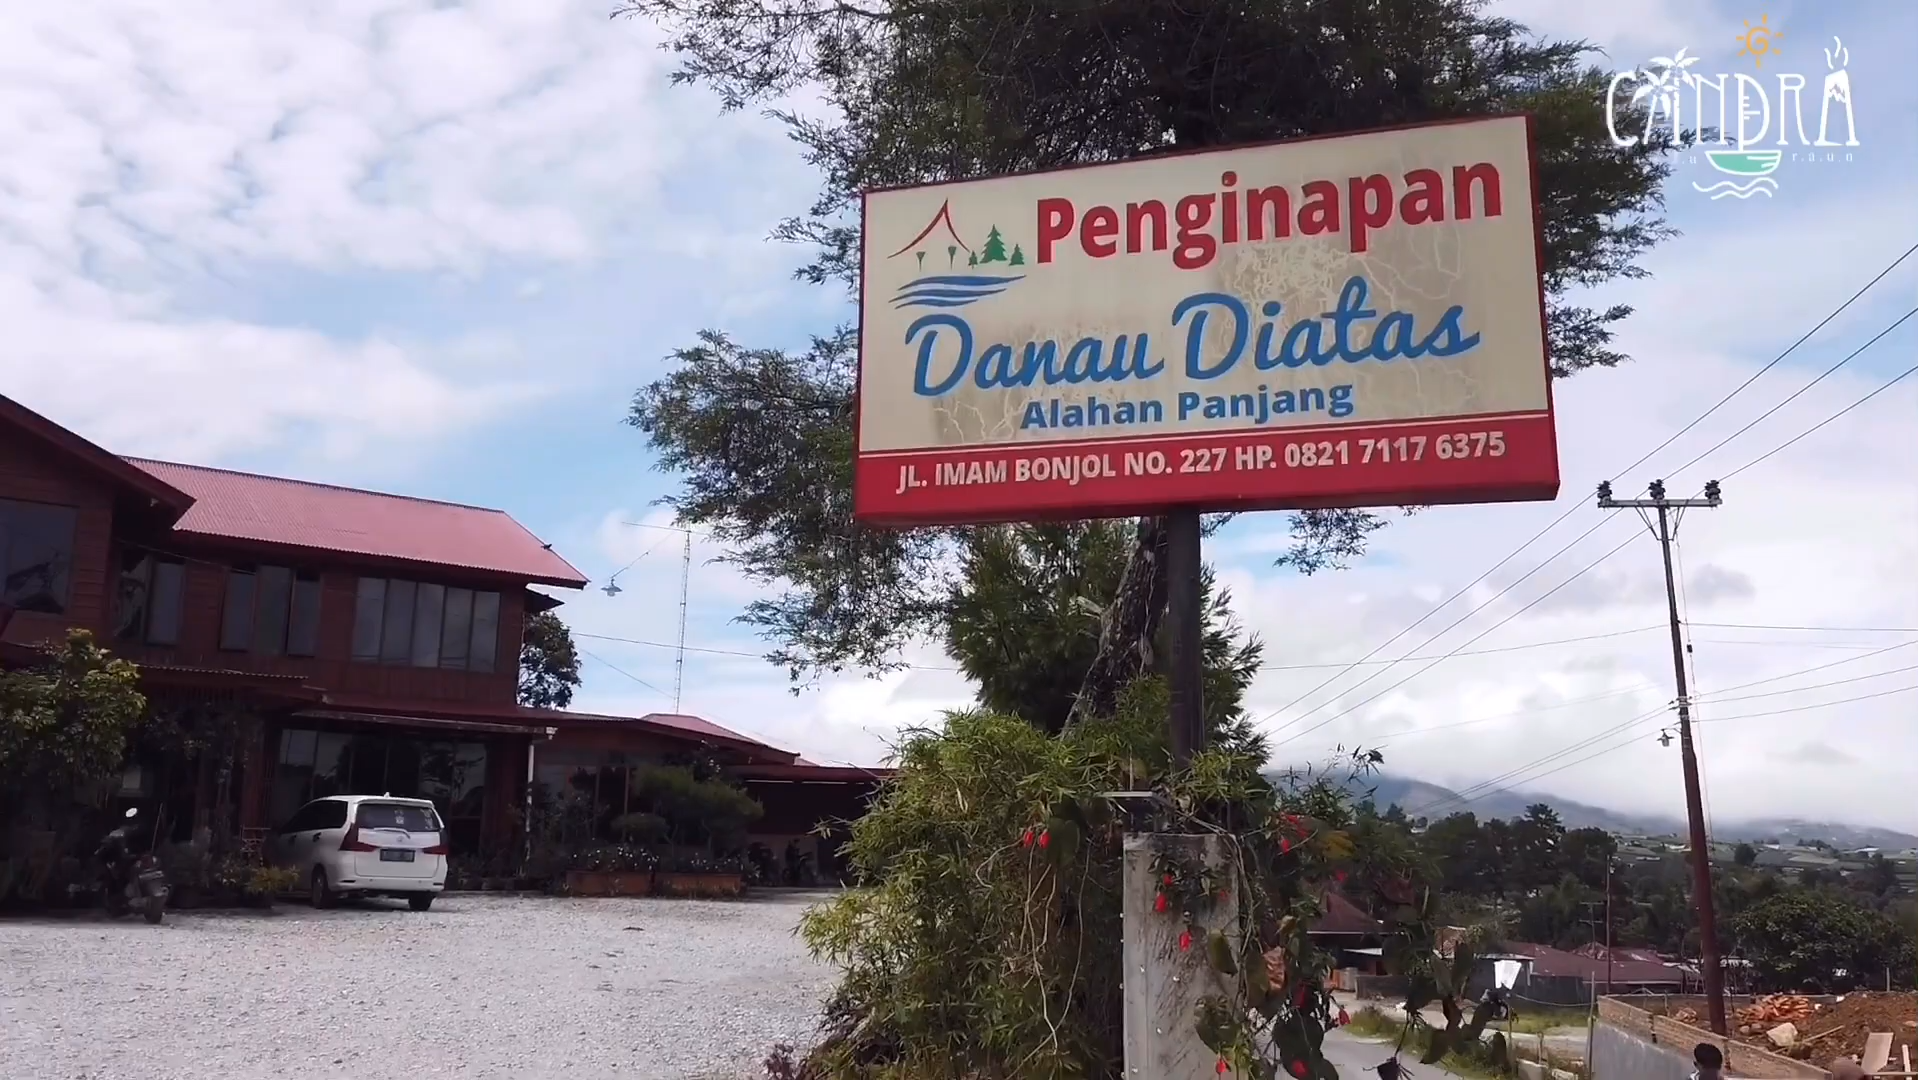 CANDRA
r.a.u.n
Penginapan
Danau Diatas
Alahan Panjang
JL. IMAM BONJOL NO. 227 HP. 0821 7117 6375